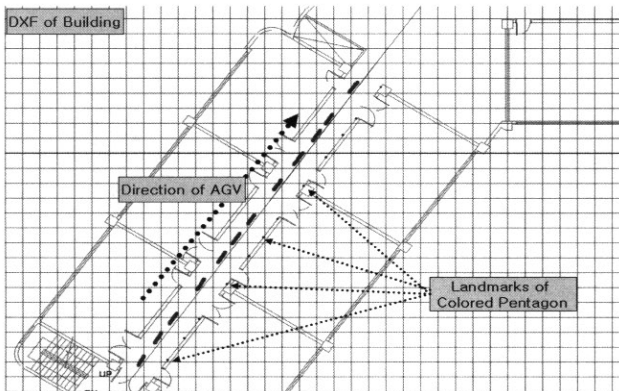 DXF of Building
Direction of AGV
Landmarks of
Colored Pentagon
UP